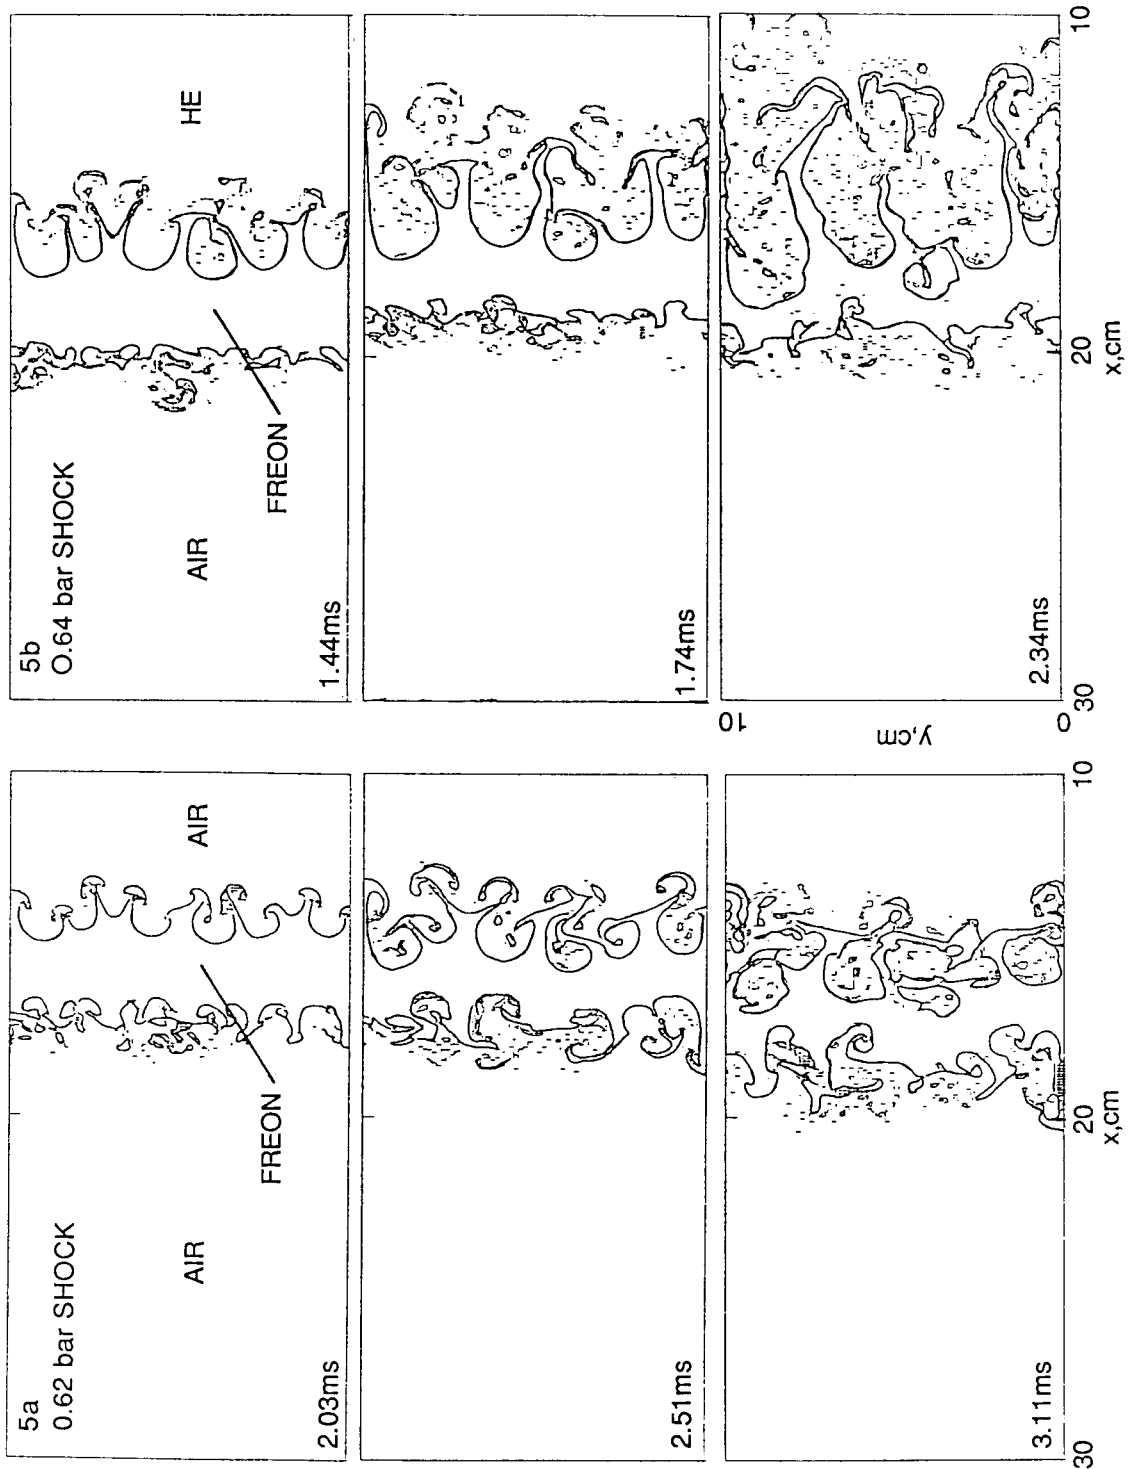 5a
0.62 bar SHOCK
AIR
FREON
AIR
2.03ms
2.51ms
3.11ms
30
20
10
x,cm
5b
O.64 bar SHOCK
AIR
FREON
HE
1.44ms
1.74ms
2.34ms
10
y,cm
0
30
20
10
x,cm